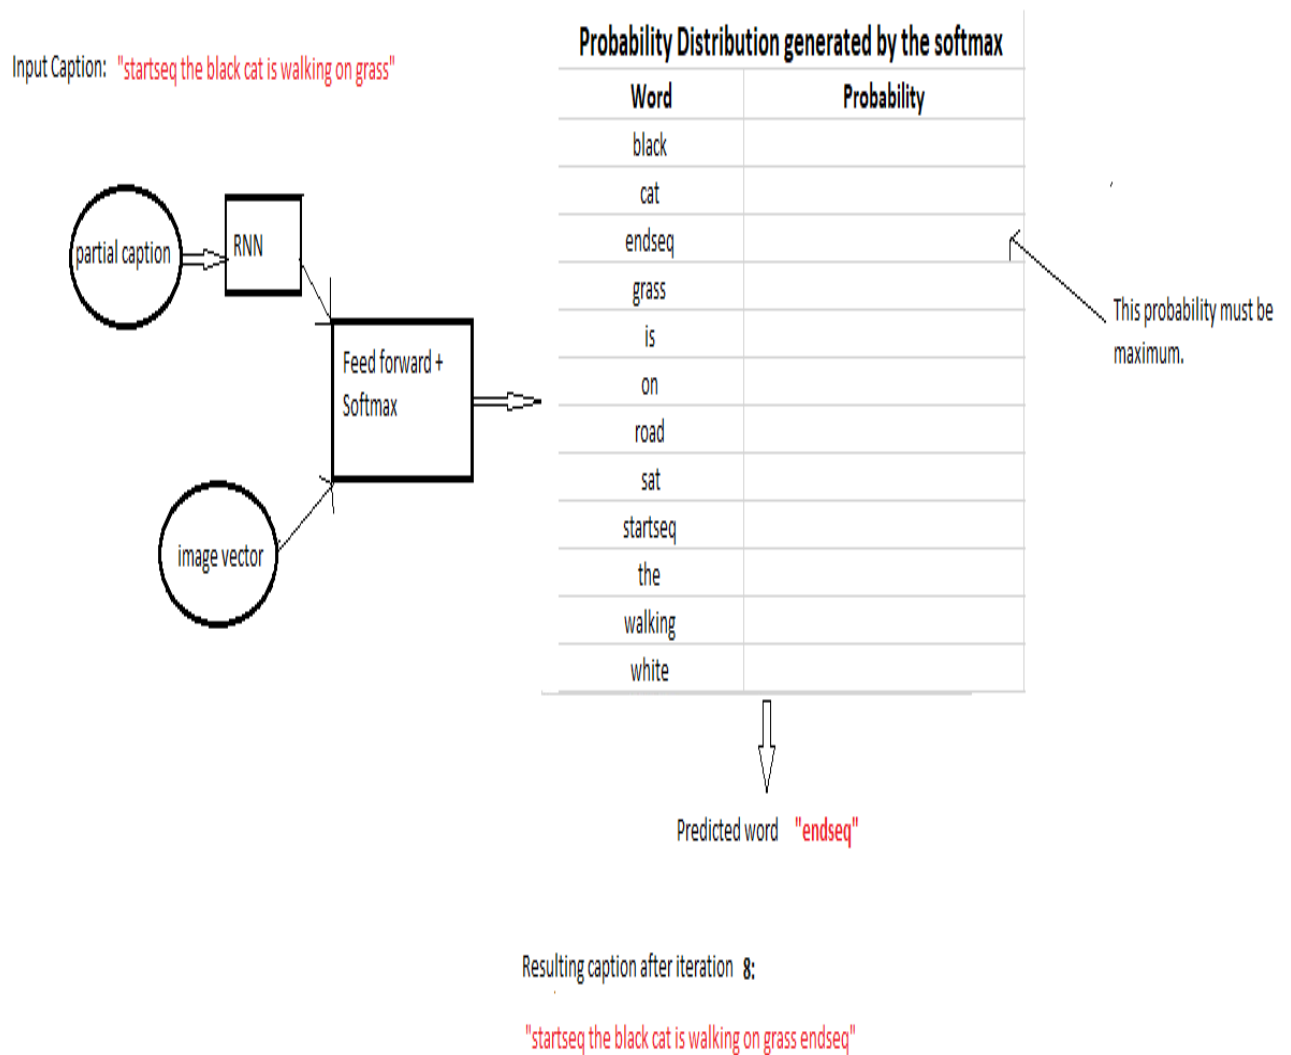 Input Caption: "startseq the black cat is walking on grass"
Probability Distribution generated by the softmax
Word Probability
black
cat
endseq
grass
is
on
road
sat
startseq
the
walking
white
partial caption
RNN
Feed forward +
Softmax
image vector
This probability must be
maximum.
Predicted word "endseq"
Resulting caption after iteration 8:
"startseq the black cat is walking on grass endseq"